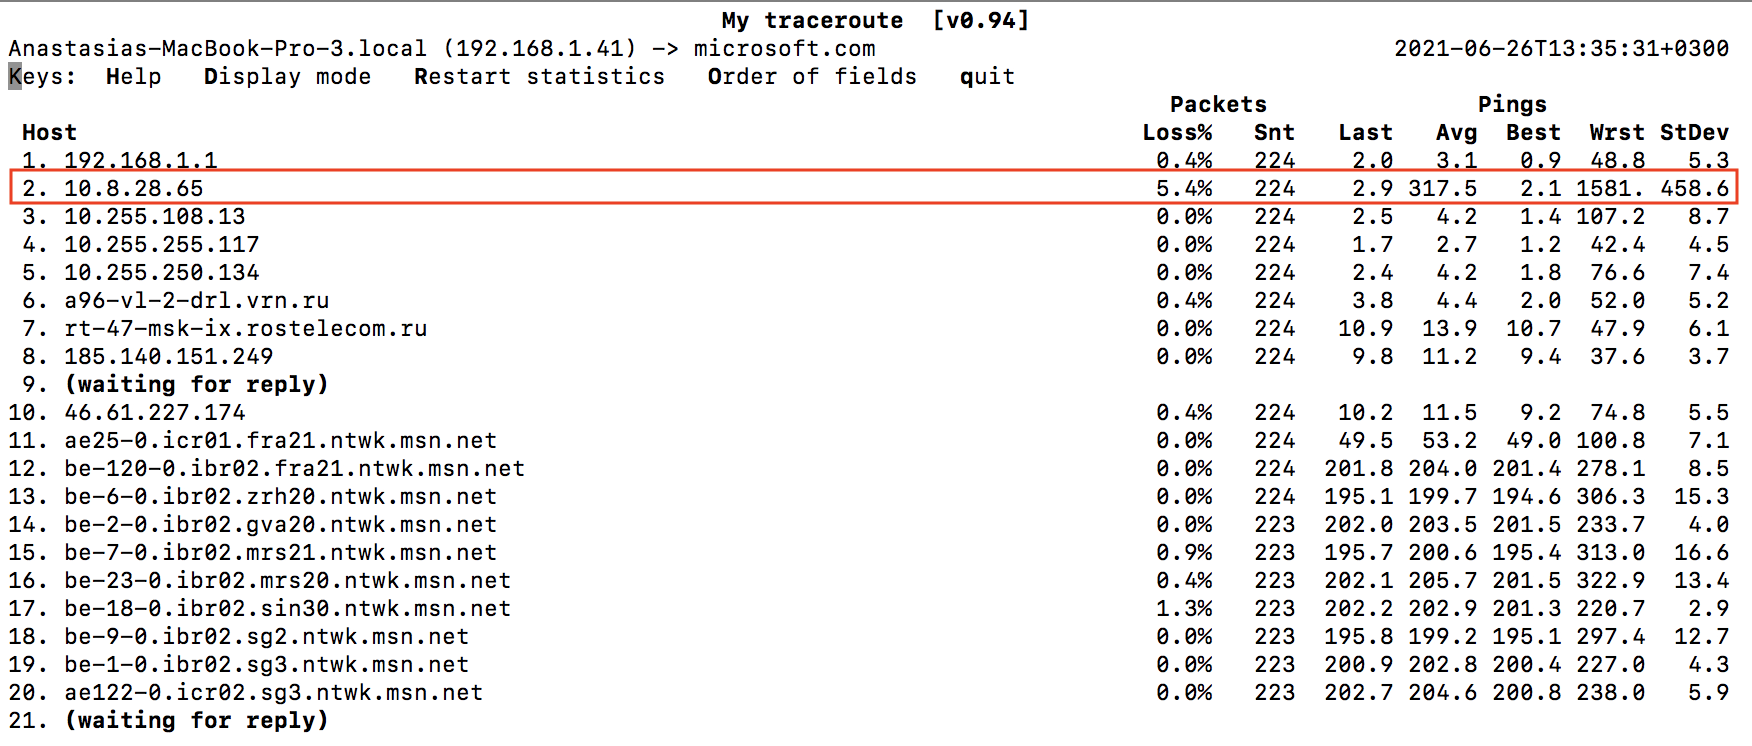 My traceroute  [v0.94]
Anastasias-MacBook-Pro-3.local (192.168.1.41) -> microsoft.com 2021-06-26T13:35:31+0300
Keys:  Help   Display mode   Restart statistics   Order of fields   quit
Packets Pings
Host Loss% Snt Last Avg Best Wrst StDev
1. 192.168.1.1 0.4% 224 2.0 3.1 0.9 48.8 5.3
2. 10.8.28.65 5.4% 224 2.9 317.5 2.1 1581. 458.6
3. 10.255.108.13 0.0% 224 2.5 4.2 1.4 107.2 8.7
4. 10.255.255.117 0.0% 224 1.7 2.7 1.2 42.4 4.5
5. 10.255.250.134 0.0% 224 2.4 4.2 1.8 76.6 7.4
6. a96-vl-2-drl.vrn.ru 0.4% 224 3.8 4.4 2.0 52.0 5.2
7. rt-47-msk-ix.rostelecom.ru 0.0% 224 10.9 13.9 10.7 47.9 6.1
8. 185.140.151.249 0.0% 224 9.8 11.2 9.4 37.6 3.7
9. (waiting for reply)
10. 46.61.227.174 0.4% 224 10.2 11.5 9.2 74.8 5.5
11. ae25-0.icr01.fra21.ntwk.msn.net 0.0% 224 49.5 53.2 49.0 100.8 7.1
12. be-120-0.ibr02.fra21.ntwk.msn.net 0.0% 224 201.8 204.0 201.4 278.1 8.5
13. be-6-0.ibr02.zrh20.ntwk.msn.net 0.0% 224 195.1 199.7 194.6 306.3 15.3
14. be-2-0.ibr02.gva20.ntwk.msn.net 0.0% 223 202.0 203.5 201.5 233.7 4.0
15. be-7-0.ibr02.mrs21.ntwk.msn.net 0.9% 223 195.7 200.6 195.4 313.0 16.6
16. be-23-0.ibr02.mrs20.ntwk.msn.net 0.4% 223 202.1 205.7 201.5 322.9 13.4
17. be-18-0.ibr02.sin30.ntwk.msn.net 1.3% 223 202.2 202.9 201.3 220.7 2.9
18. be-9-0.ibr02.sg2.ntwk.msn.net 0.0% 223 195.8 199.2 195.1 297.4 12.7
19. be-1-0.ibr02.sg3.ntwk.msn.net 0.0% 223 200.9 202.8 200.4 227.0 4.3
20. ae122-0.icr02.sg3.ntwk.msn.net 0.0% 223 202.7 204.6 200.8 238.0 5.9
21. (waiting for reply)